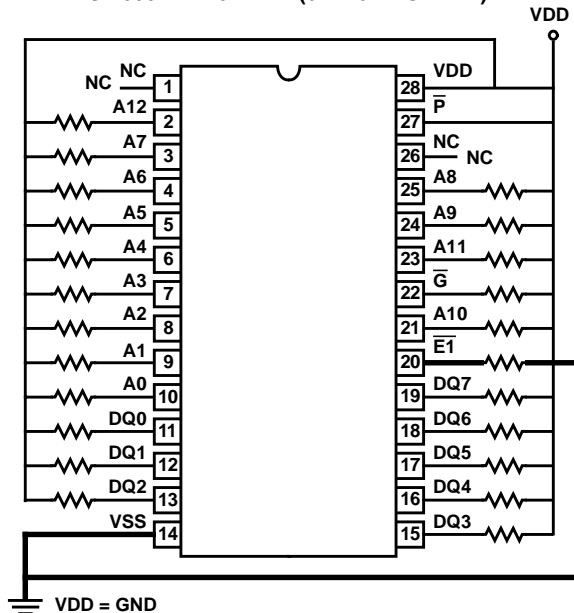 VDD
NC
NC
1
28
VDD
A12
2
27
P̅
A7
3
26
NC
NC
A6
4
25
A8
A5
5
24
A9
A4
6
23
A11
A3
7
22
G̅
A2
8
21
A10
A1
9
20
E̅1̅
A0
10
19
DQ7
DQ0
11
18
DQ6
DQ1
12
17
DQ5
DQ2
13
16
DQ4
VSS
14
15
DQ3
VDD = GND